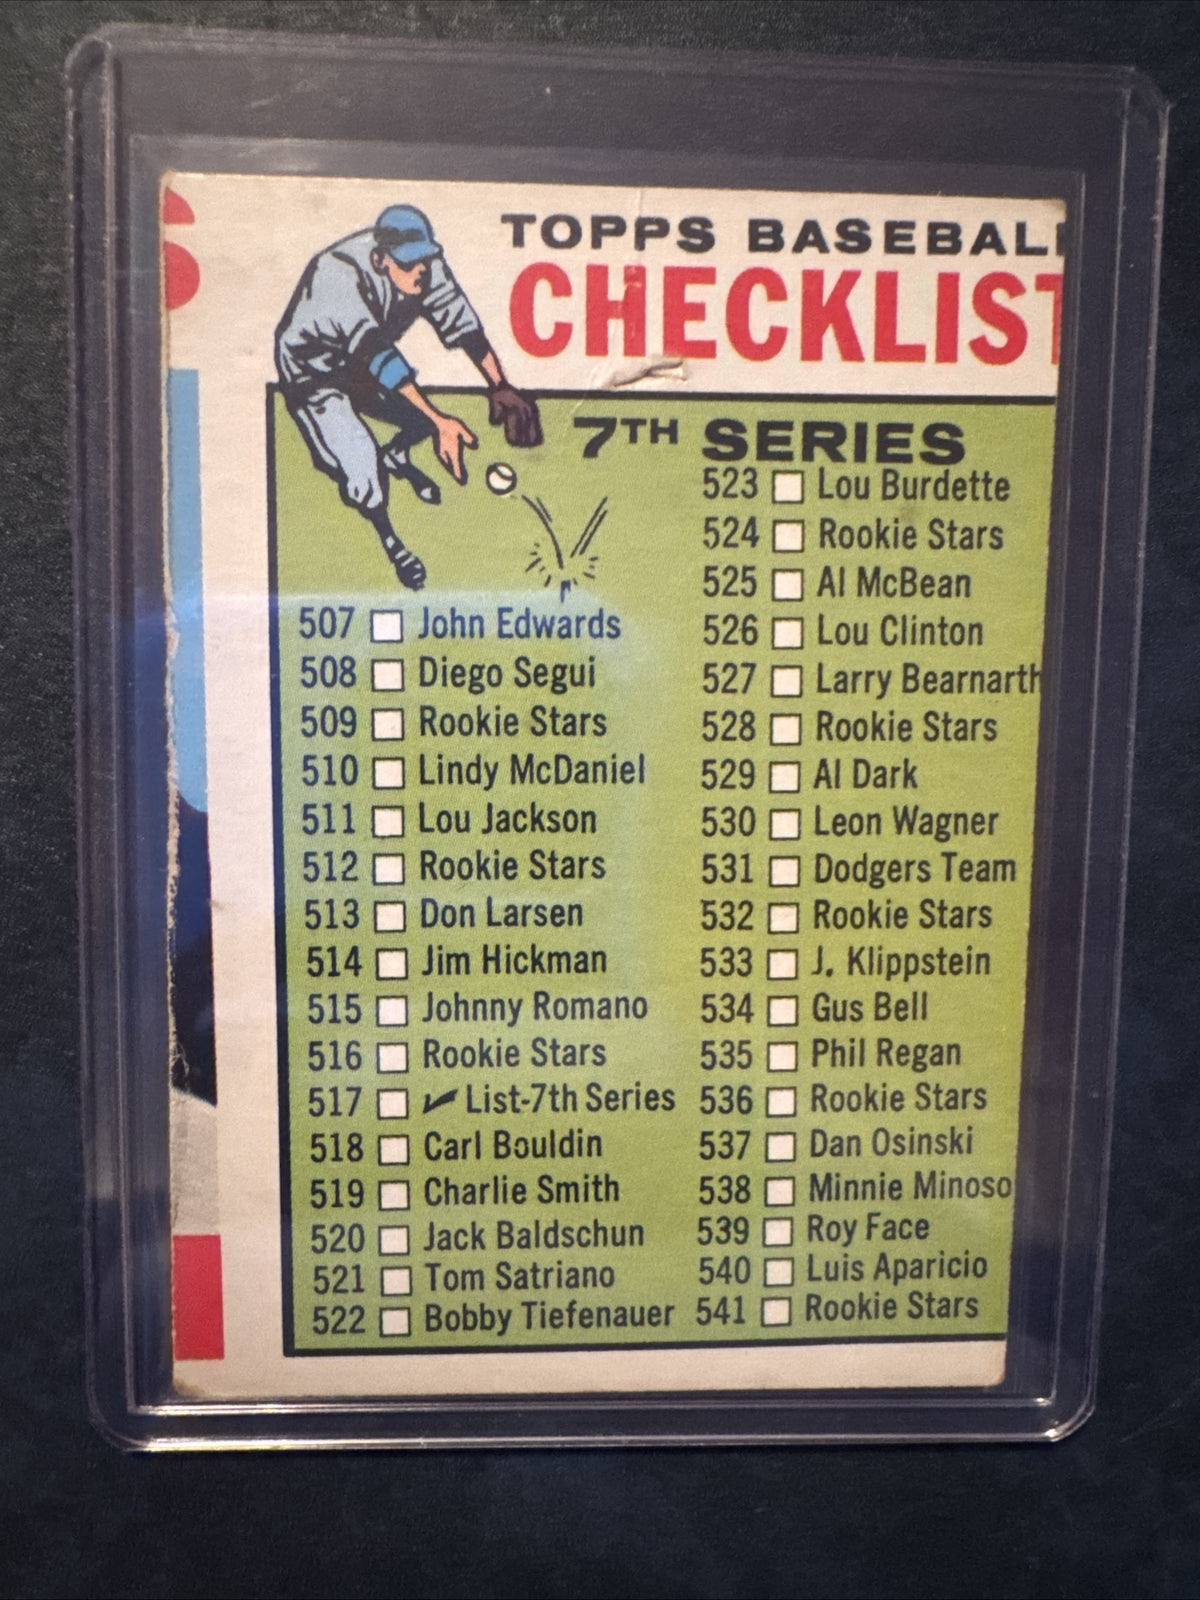 S
TOPPS BASEBALL
CHECKLIST
7TH SERIES
507 John Edwards
508 Diego Segui
509 Rookie Stars
510 Lindy McDaniel
511 Lou Jackson
512 Rookie Stars
513 Don Larsen
514 Jim Hickman
515 Johnny Romano
516 Rookie Stars
517 ✓ List-7th Series
518 Carl Bouldin
519 Charlie Smith
520 Jack Baldschun
521 Tom Satriano
522 Bobby Tiefenauer
523 Lou Burdette
524 Rookie Stars
525 Al McBean
526 Lou Clinton
527 Larry Bearnarth
528 Rookie Stars
529 Al Dark
530 Leon Wagner
531 Dodgers Team
532 Rookie Stars
533 J. Klippstein
534 Gus Bell
535 Phil Regan
536 Rookie Stars
537 Dan Osinski
538 Minnie Minoso
539 Roy Face
540 Luis Aparicio
541 Rookie Stars